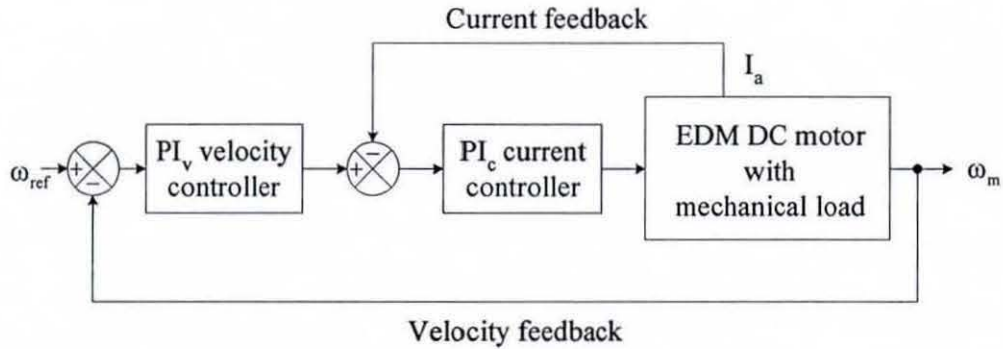 Current feedback
I_a
ω_ref
+
−
PI_v velocity
controller
+
−
PI_c current
controller
EDM DC motor
with
mechanical load
ω_m
Velocity feedback